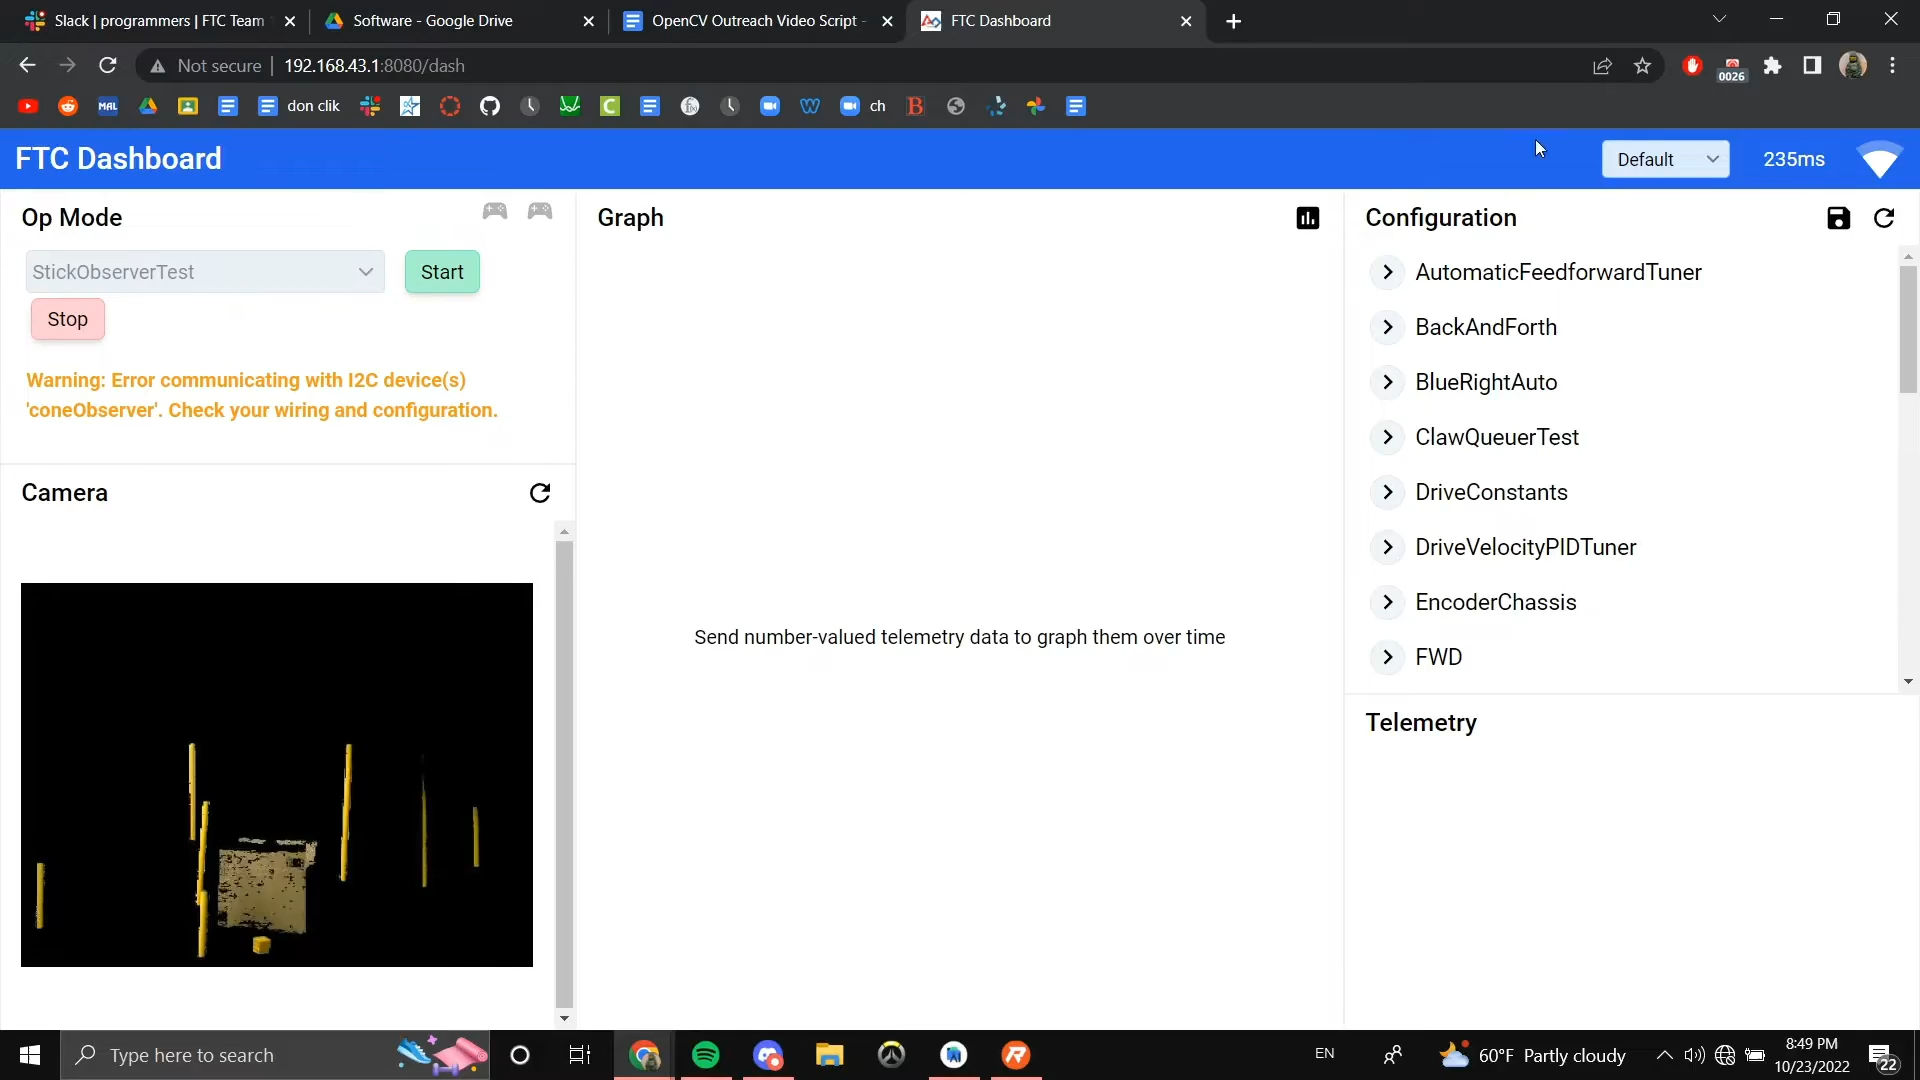 Slack | programmers | FTC Team
Software - Google Drive
OpenCV Outreach Video Script -
FTC Dashboard
Not secure
192.168.43.1:8080/dash
0026
MAL
don clik
ch
FTC Dashboard
Default
235ms
Op Mode
StickObserverTest
Start
Stop
Warning: Error communicating with I2C device(s)
'coneObserver'. Check your wiring and configuration.
Camera
Graph
Send number-valued telemetry data to graph them over time
Configuration
AutomaticFeedforwardTuner
BackAndForth
BlueRightAuto
ClawQueuerTest
DriveConstants
DriveVelocityPIDTuner
EncoderChassis
FWD
Telemetry
Type here to search
EN
60°F Partly cloudy
8:49 PM
10/23/2022
22